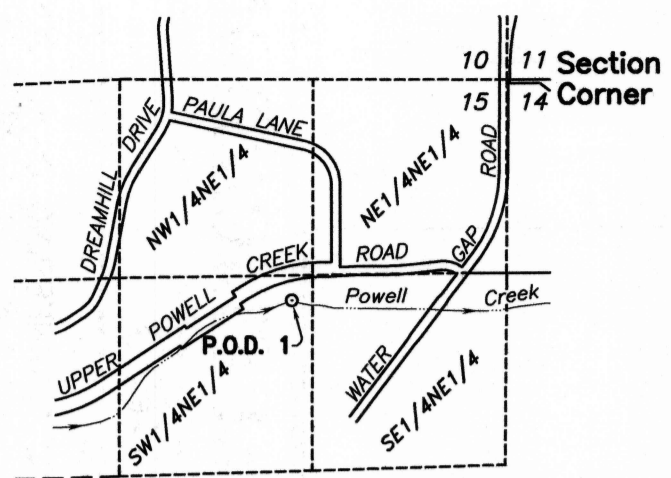 10 11 Section
15 14 Corner
PAULA LANE
DREAMHILL DRIVE
NW1/4NE1/4
NE1/4NE1/4
WATER GAP ROAD
UPPER POWELL CREEK ROAD
Powell Creek
P.O.D. 1
SW1/4NE1/4
SE1/4NE1/4